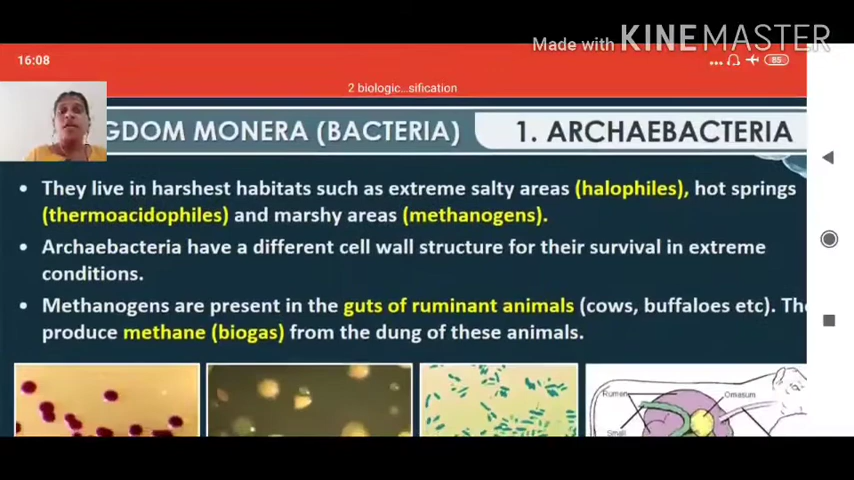 Made with KINEMASTER
16:08
85
2 biologic...sification
GDOM MONERA (BACTERIA)
1. ARCHAEBACTERIA
• They live in harshest habitats such as extreme salty areas (halophiles), hot springs
(thermoacidophiles) and marshy areas (methanogens).
• Archaebacteria have a different cell wall structure for their survival in extreme
conditions.
• Methanogens are present in the guts of ruminant animals (cows, buffaloes etc). The
produce methane (biogas) from the dung of these animals.
Rumen
Omasum
Small